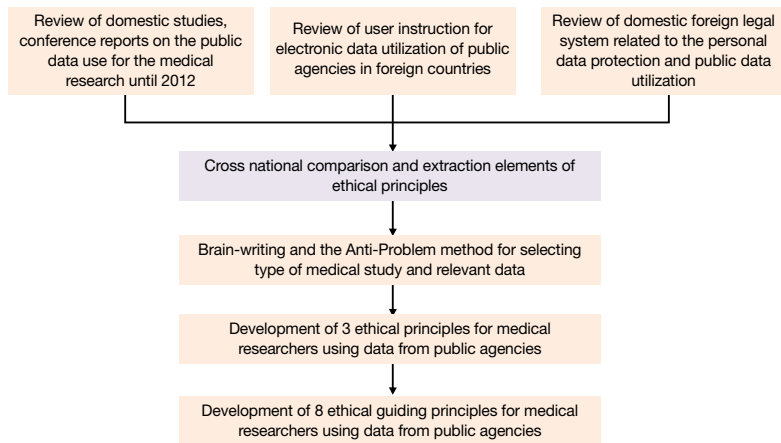 Review of domestic studies,
conference reports on the public
data use for the medical
research until 2012
Review of user instruction for
electronic data utilization of public
agencies in foreign countries
Review of domestic foreign legal
system related to the personal
data protection and public data
utilization
Cross national comparison and extraction elements of
ethical principles
Brain-writing and the Anti-Problem method for selecting
type of medical study and relevant data
Development of 3 ethical principles for medical
researchers using data from public agencies
Development of 8 ethical guiding principles for medical
researchers using data from public agencies